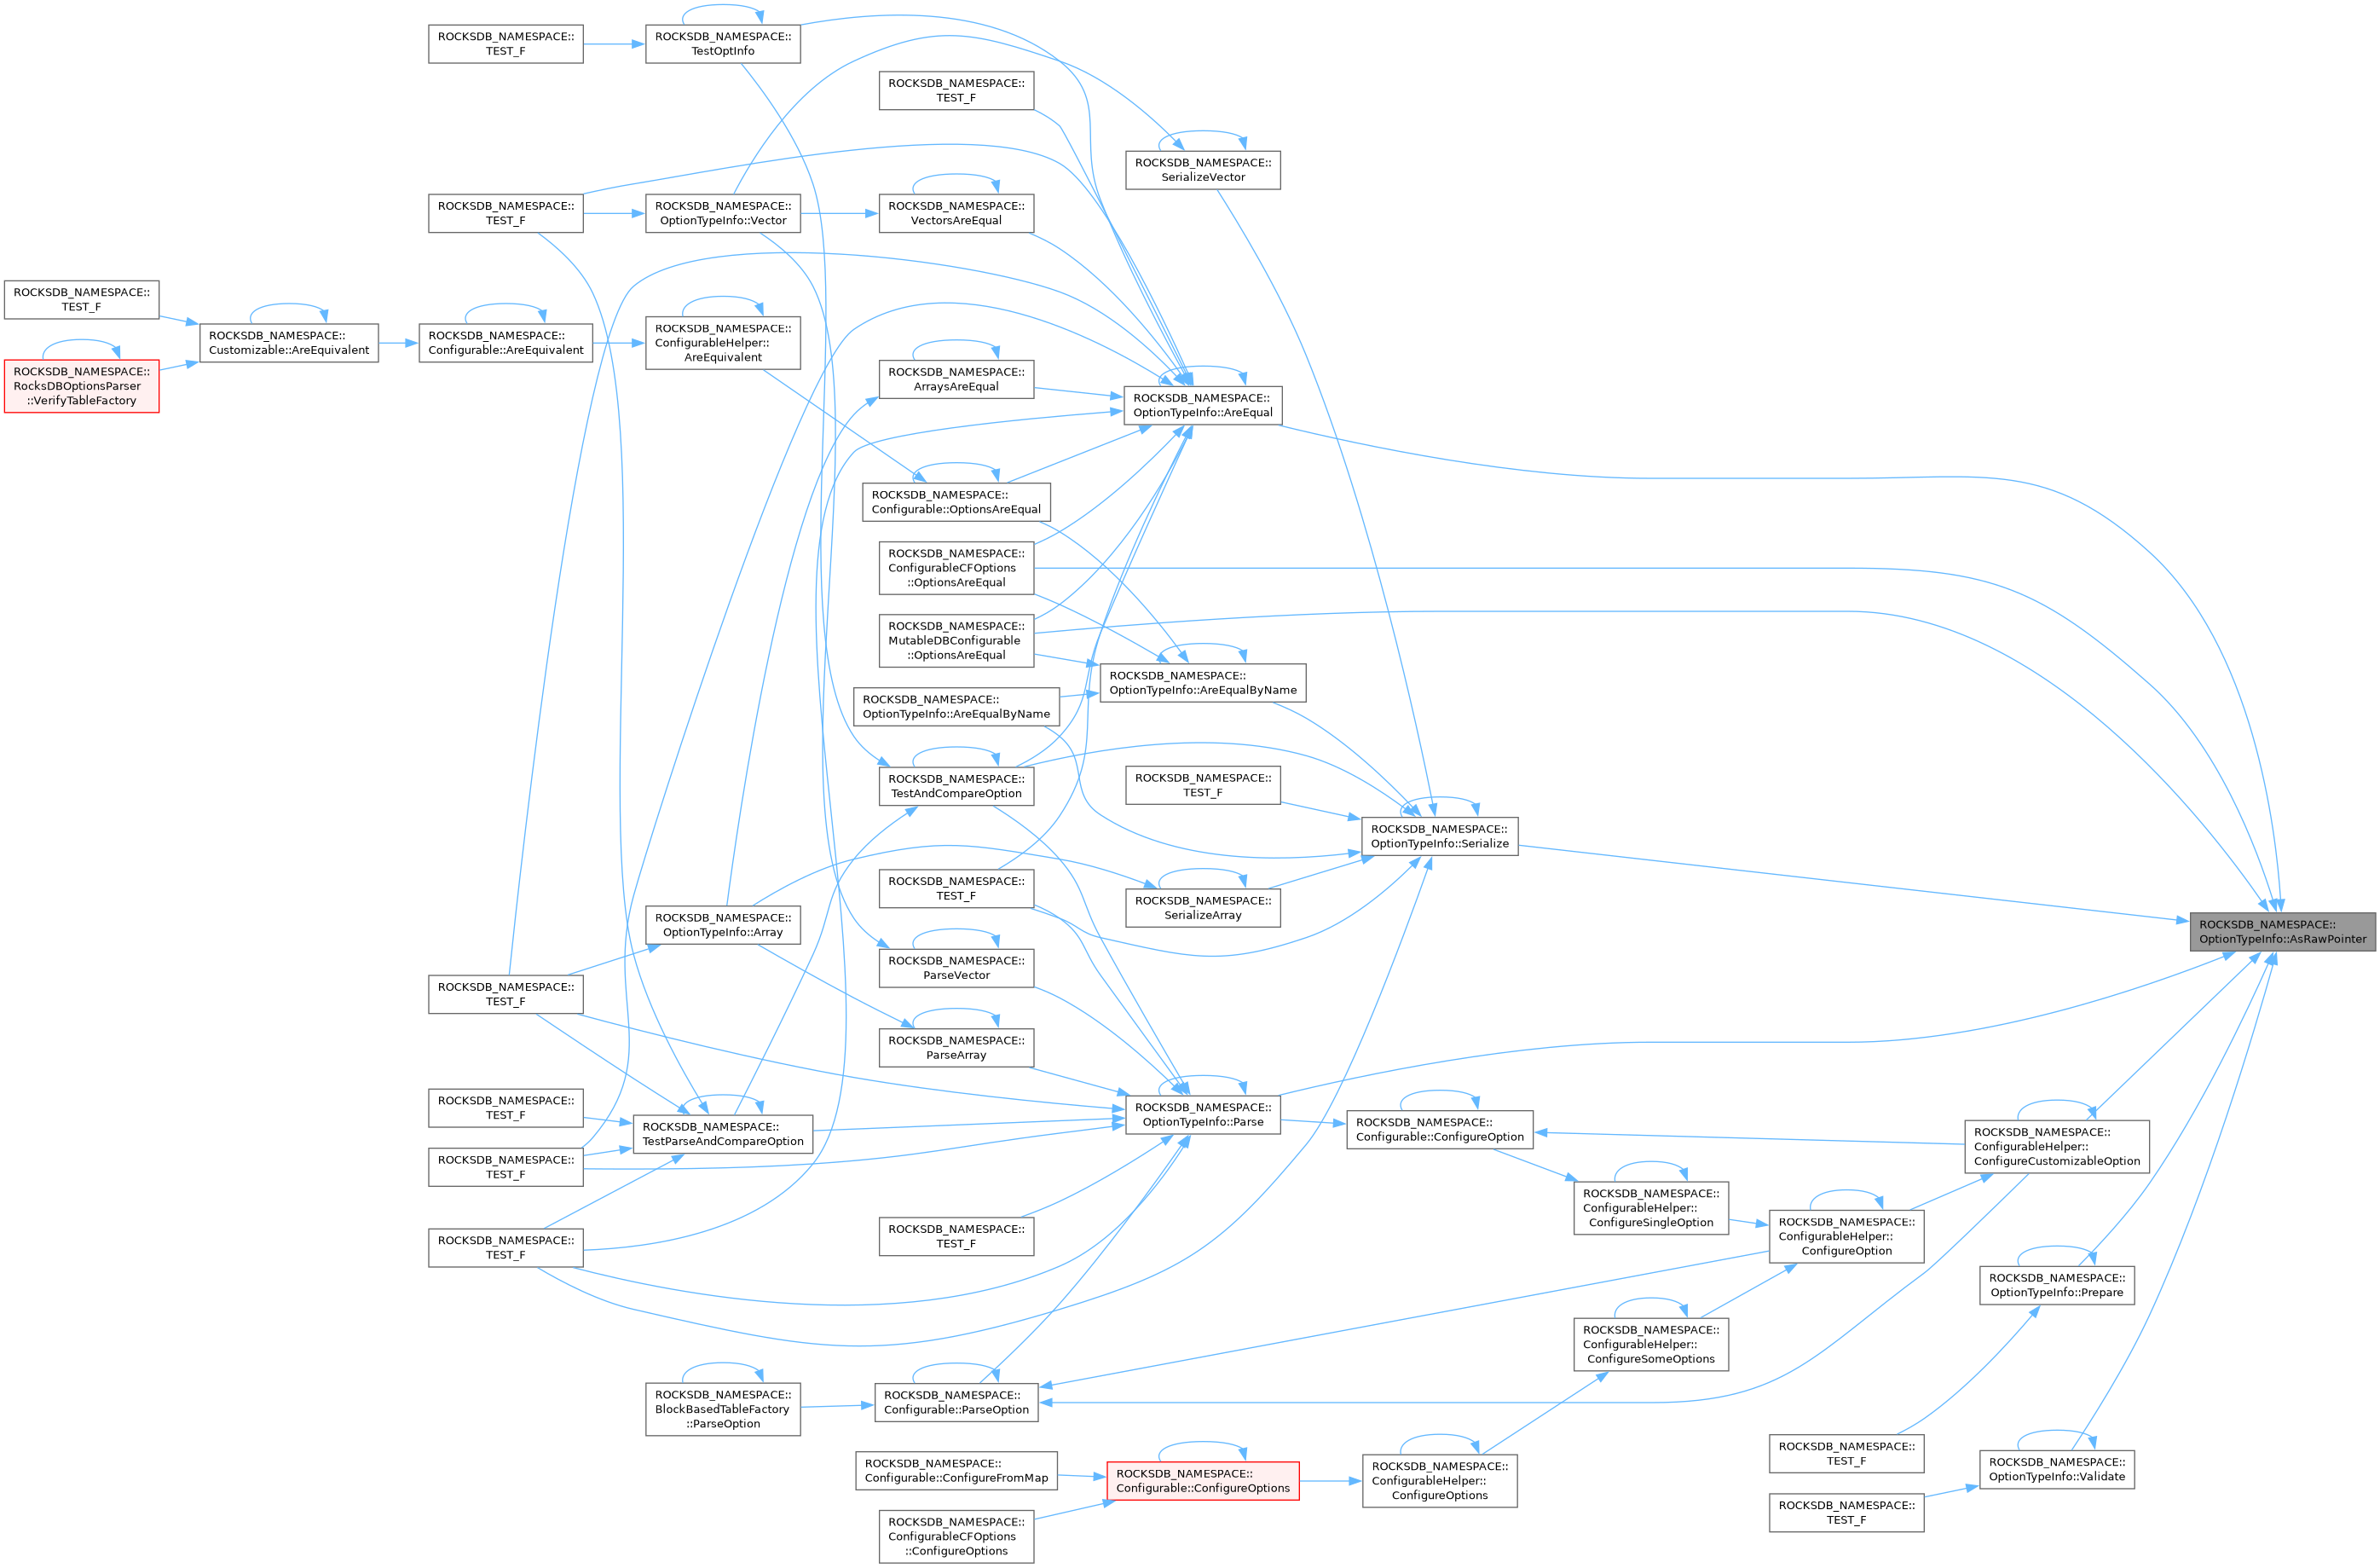 ROCKSDB_NAMESPACE::
TEST_F
ROCKSDB_NAMESPACE::
TestOptInfo
ROCKSDB_NAMESPACE::
TEST_F
ROCKSDB_NAMESPACE::
SerializeVector
ROCKSDB_NAMESPACE::
TEST_F
ROCKSDB_NAMESPACE::
OptionTypeInfo::Vector
ROCKSDB_NAMESPACE::
VectorsAreEqual
ROCKSDB_NAMESPACE::
TEST_F
ROCKSDB_NAMESPACE::
Customizable::AreEquivalent
ROCKSDB_NAMESPACE::
Configurable::AreEquivalent
ROCKSDB_NAMESPACE::
ConfigurableHelper::
AreEquivalent
ROCKSDB_NAMESPACE::
RocksDBOptionsParser
::VerifyTableFactory
ROCKSDB_NAMESPACE::
ArraysAreEqual
ROCKSDB_NAMESPACE::
OptionTypeInfo::AreEqual
ROCKSDB_NAMESPACE::
Configurable::OptionsAreEqual
ROCKSDB_NAMESPACE::
ConfigurableCFOptions
::OptionsAreEqual
ROCKSDB_NAMESPACE::
MutableDBConfigurable
::OptionsAreEqual
ROCKSDB_NAMESPACE::
OptionTypeInfo::AreEqualByName
ROCKSDB_NAMESPACE::
OptionTypeInfo::AreEqualByName
ROCKSDB_NAMESPACE::
TestAndCompareOption
ROCKSDB_NAMESPACE::
TEST_F
ROCKSDB_NAMESPACE::
OptionTypeInfo::Serialize
ROCKSDB_NAMESPACE::
TEST_F
ROCKSDB_NAMESPACE::
SerializeArray
ROCKSDB_NAMESPACE::
OptionTypeInfo::Array
ROCKSDB_NAMESPACE::
OptionTypeInfo::AsRawPointer
ROCKSDB_NAMESPACE::
ParseVector
ROCKSDB_NAMESPACE::
TEST_F
ROCKSDB_NAMESPACE::
ParseArray
ROCKSDB_NAMESPACE::
TEST_F
ROCKSDB_NAMESPACE::
TestParseAndCompareOption
ROCKSDB_NAMESPACE::
OptionTypeInfo::Parse
ROCKSDB_NAMESPACE::
Configurable::ConfigureOption
ROCKSDB_NAMESPACE::
ConfigurableHelper::
ConfigureCustomizableOption
ROCKSDB_NAMESPACE::
TEST_F
ROCKSDB_NAMESPACE::
ConfigurableHelper::
ConfigureSingleOption
ROCKSDB_NAMESPACE::
ConfigurableHelper::
ConfigureOption
ROCKSDB_NAMESPACE::
TEST_F
ROCKSDB_NAMESPACE::
TEST_F
ROCKSDB_NAMESPACE::
OptionTypeInfo::Prepare
ROCKSDB_NAMESPACE::
ConfigurableHelper::
ConfigureSomeOptions
ROCKSDB_NAMESPACE::
BlockBasedTableFactory
::ParseOption
ROCKSDB_NAMESPACE::
Configurable::ParseOption
ROCKSDB_NAMESPACE::
TEST_F
ROCKSDB_NAMESPACE::
OptionTypeInfo::Validate
ROCKSDB_NAMESPACE::
Configurable::ConfigureFromMap
ROCKSDB_NAMESPACE::
Configurable::ConfigureOptions
ROCKSDB_NAMESPACE::
ConfigurableHelper::
ConfigureOptions
ROCKSDB_NAMESPACE::
TEST_F
ROCKSDB_NAMESPACE::
ConfigurableCFOptions
::ConfigureOptions